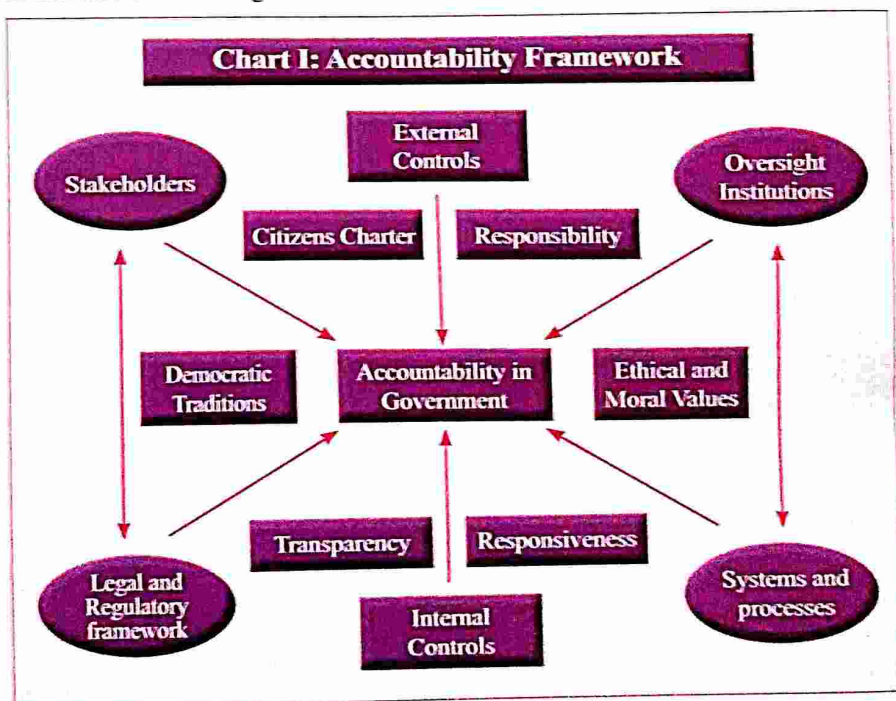 Chart I: Accountability Framework
External
Controls
Stakeholders
Oversight
Institutions
Citizens Charter
Responsibility
Democratic
Traditions
Accountability in
Government
Ethical and
Moral Values
Transparency
Responsiveness
Legal and
Regulatory
framework
Internal
Controls
Systems and
processes